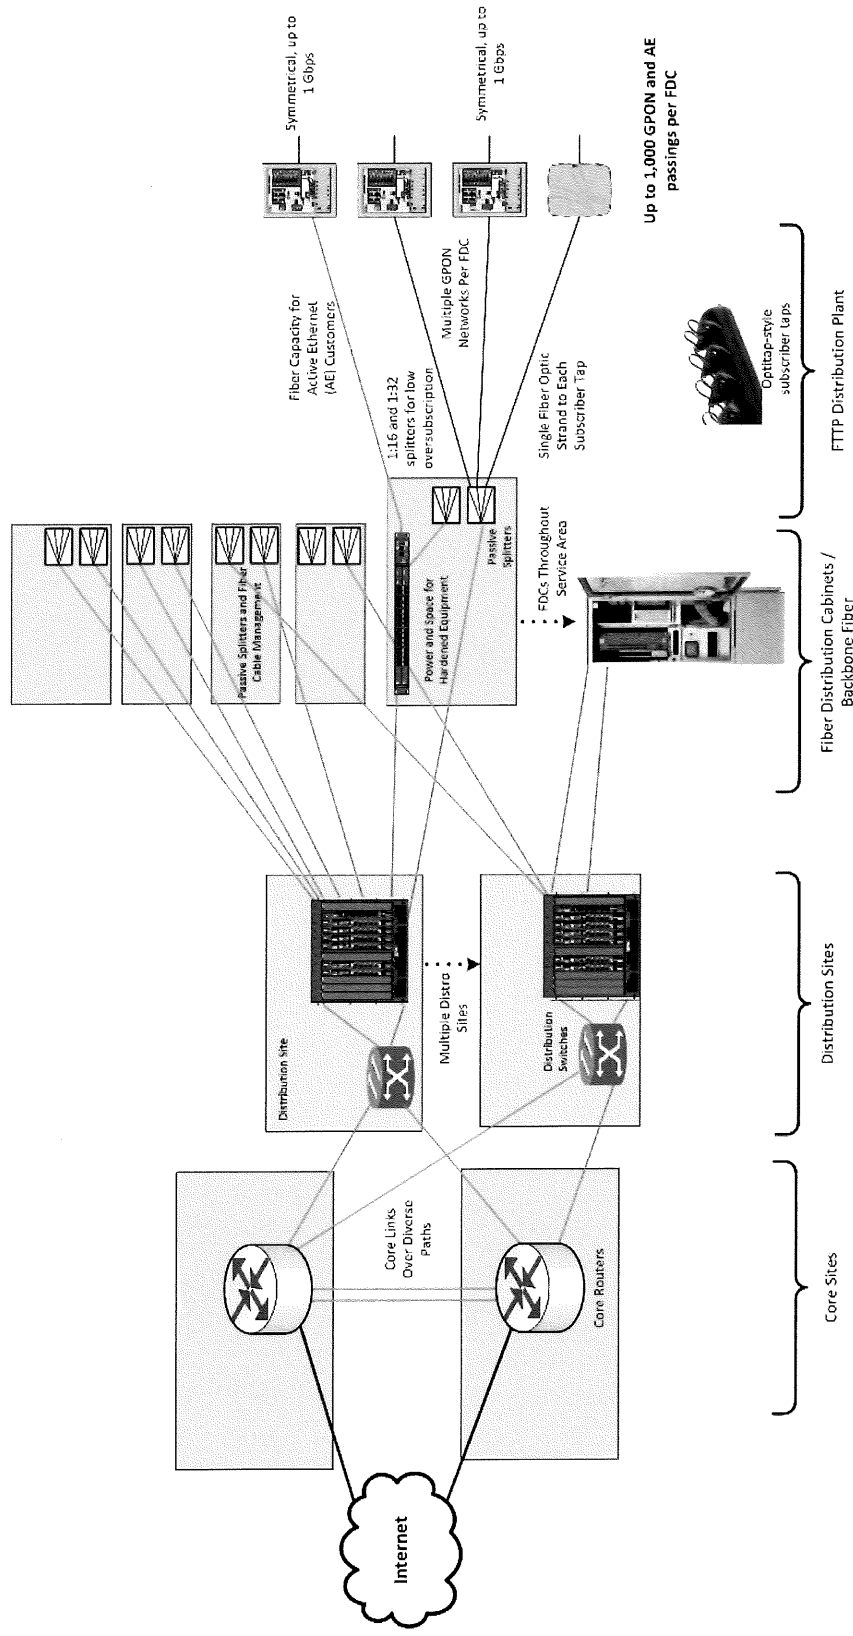 Internet
Core Links
Over Diverse
Paths
Core Routers
Core Sites
Distribution Site
Multiple Distro
Sites
Distribution
Switches
Distribution Sites
Passive Splitters and Fiber
Cable Management
Power and Space for
Hardened Equipment
Passive
Splitters
FDCs Throughout
Service Area
Fiber Distribution Cabinets /
Backbone Fiber
Fiber Capacity for
Active Ethernet
(AE) Customers
1:16 and 1:32
splitters for low
oversubscription
Multiple GPON
Networks Per FDC
Single Fiber Optic
Strand to Each
Subscriber Tap
Optitap-style
subscriber taps
FTTP Distribution Plant
Symmetrical, up to
1 Gbps
Symmetrical, up to
1 Gbps
Up to 1,000 GPON and AE
passings per FDC